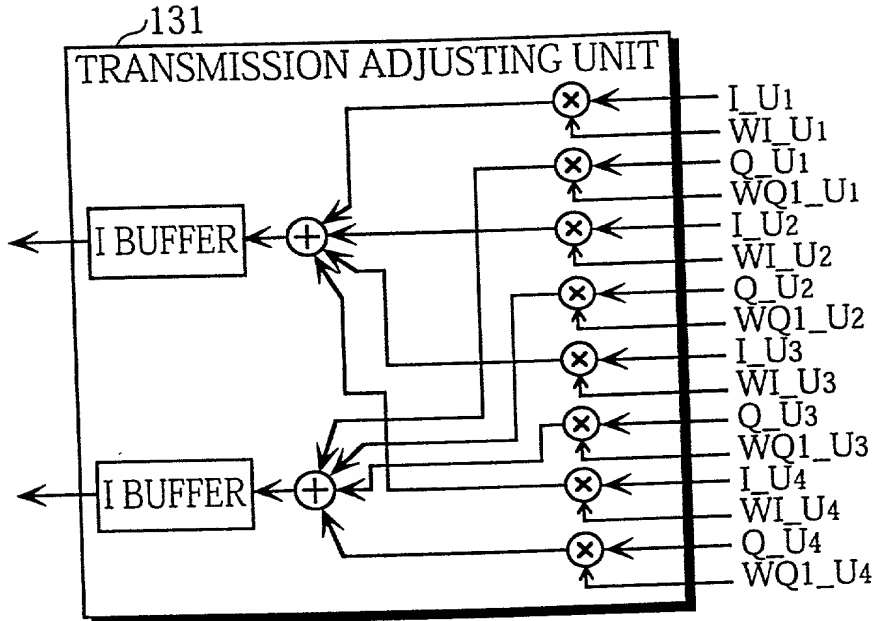 131
TRANSMISSION ADJUSTING UNIT
I_U1
WI_U1
Q_U1
WQ1_U1
I_U2
WI_U2
Q_U2
WQ1_U2
I_U3
WI_U3
Q_U3
WQ1_U3
I_U4
WI_U4
Q_U4
WQ1_U4
I BUFFER
I BUFFER